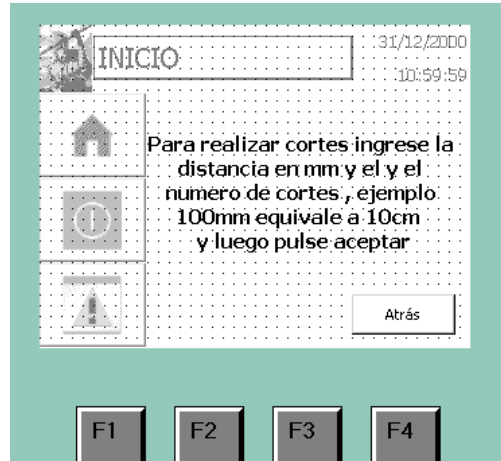 INICIO
31/12/2000
10:59:59
Para realizar cortes ingrese la
distancia en mm y el y el
numero de cortes , ejemplo
100mm equivale a 10cm
y luego pulse aceptar
Atrás
F1 F2 F3 F4